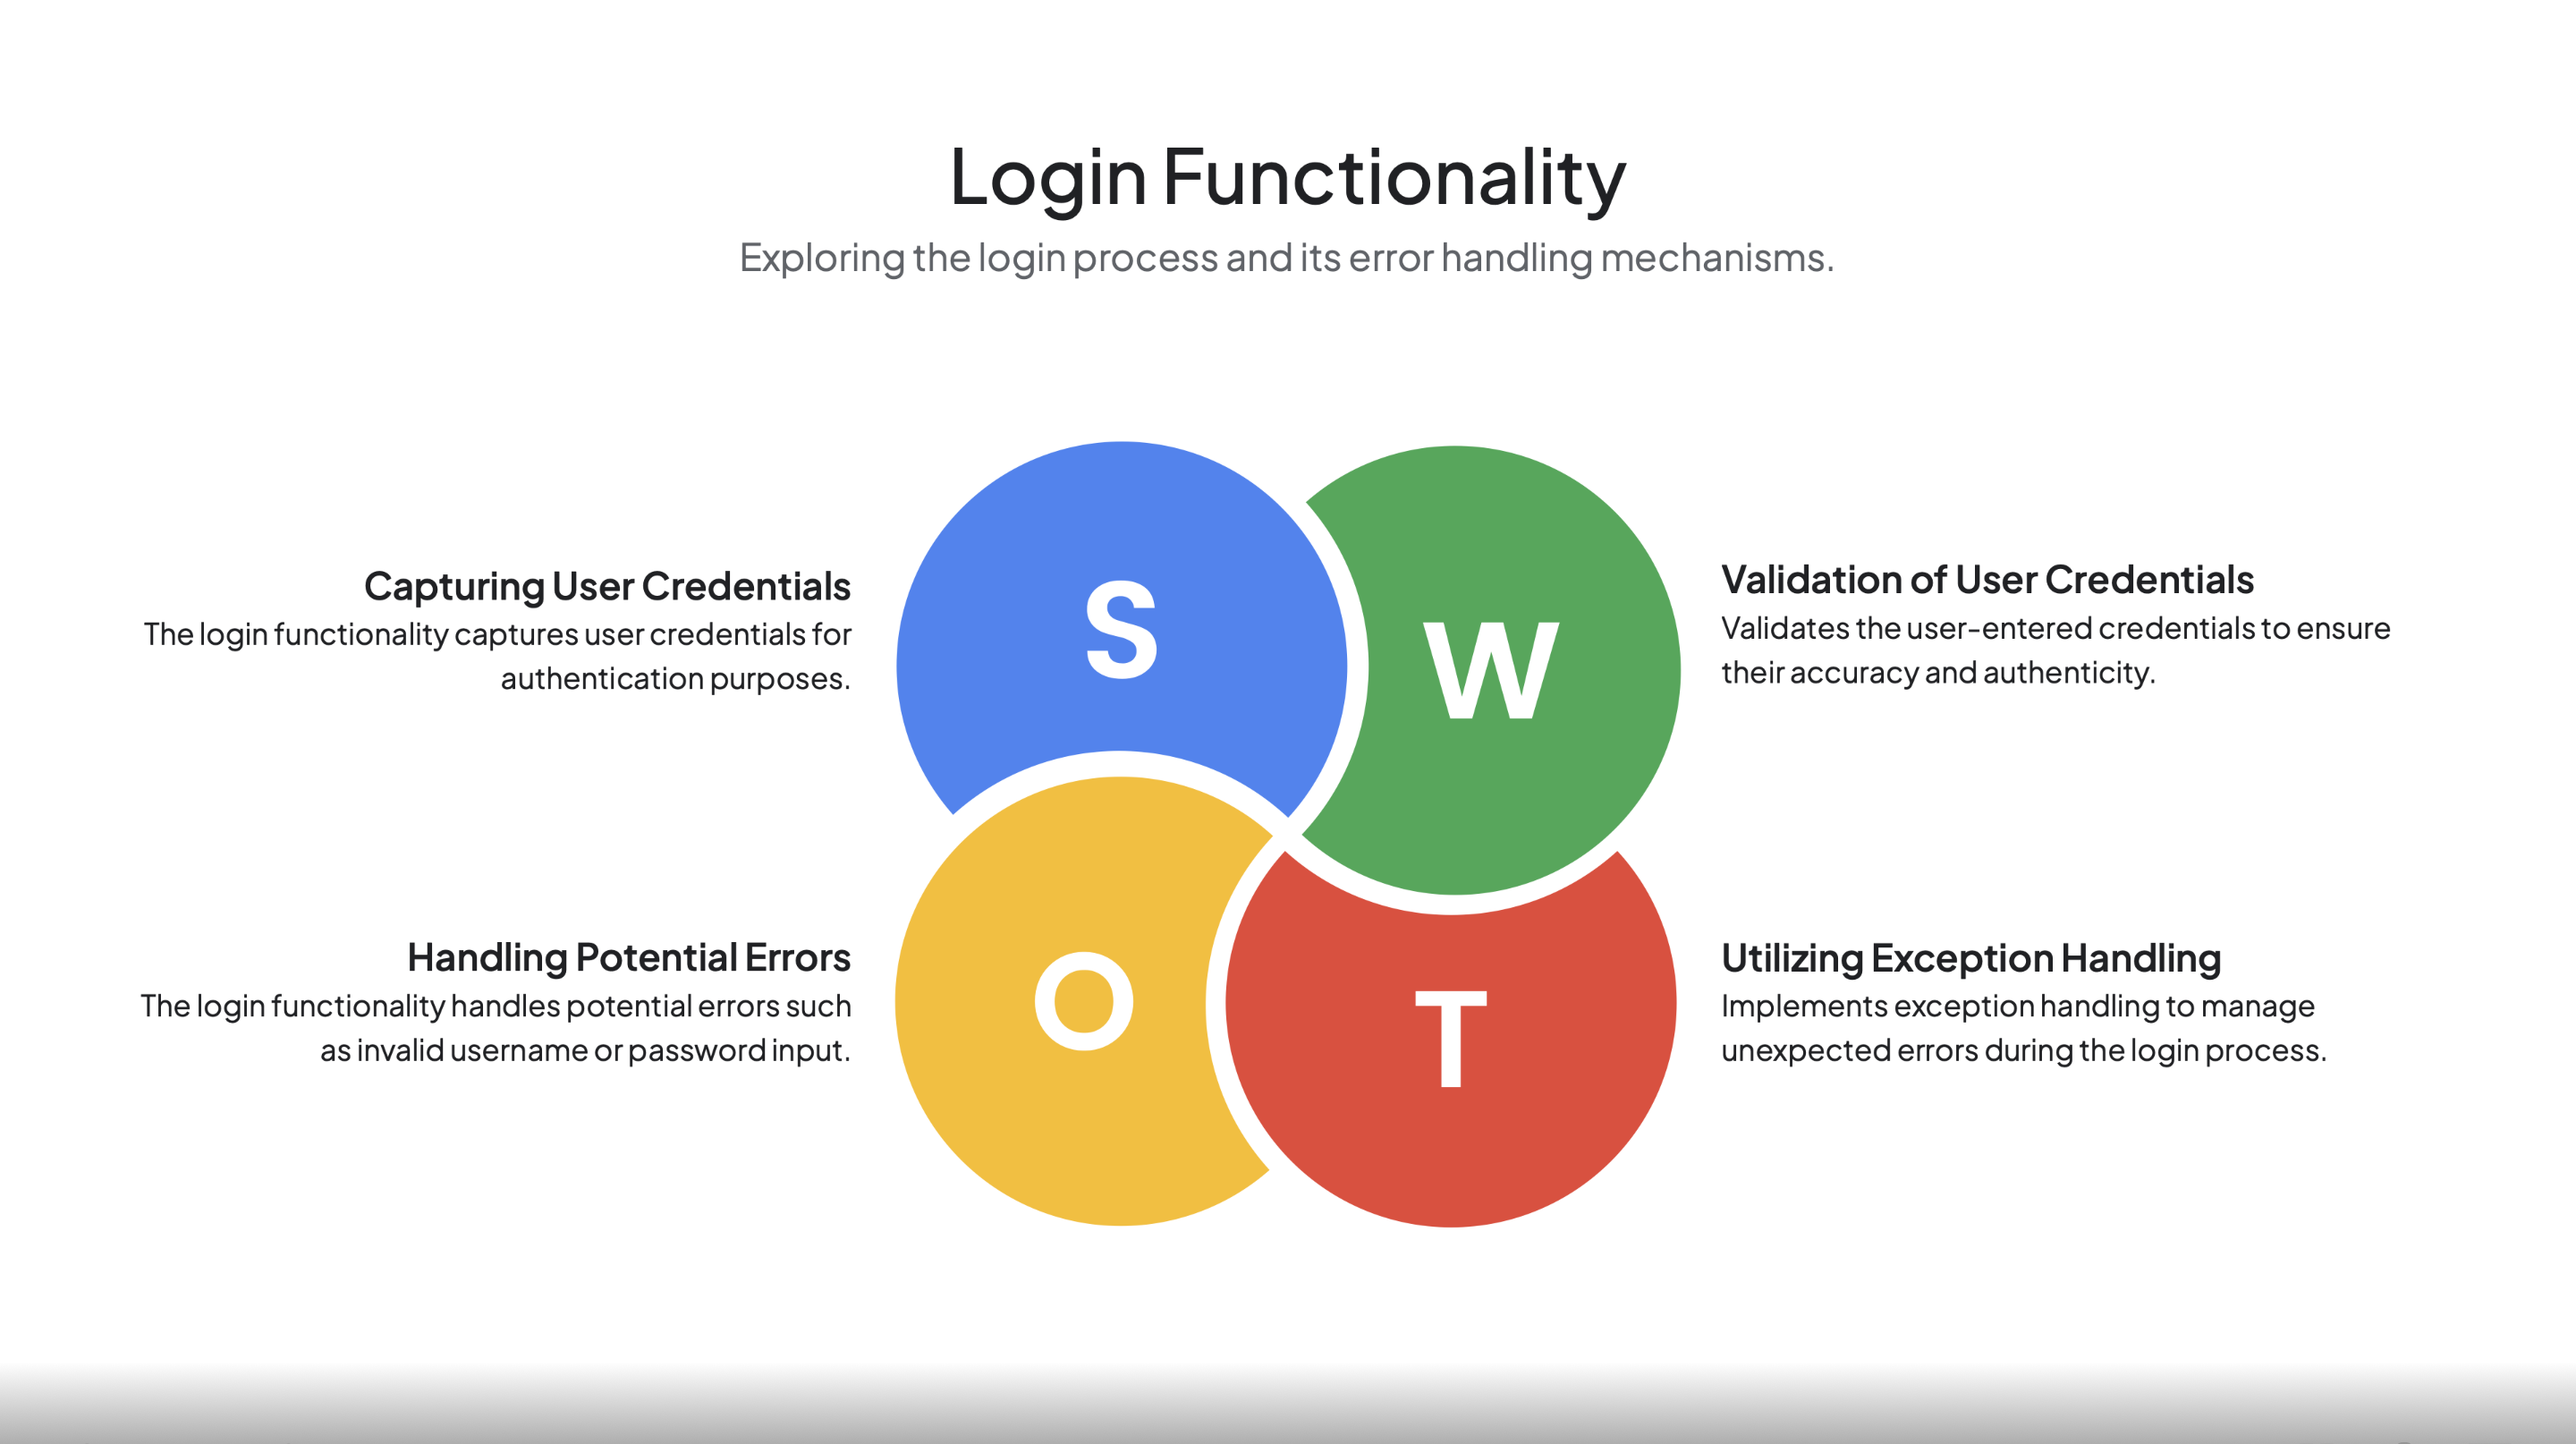 Login Functionality
Exploring the login process and its error handling mechanisms.
Capturing User Credentials
The login functionality captures user credentials for
authentication purposes.
S
W
Validation of User Credentials
Validates the user-entered credentials to ensure
their accuracy and authenticity.
Handling Potential Errors
The login functionality handles potential errors such
as invalid username or password input.
O
T
Utilizing Exception Handling
Implements exception handling to manage
unexpected errors during the login process.